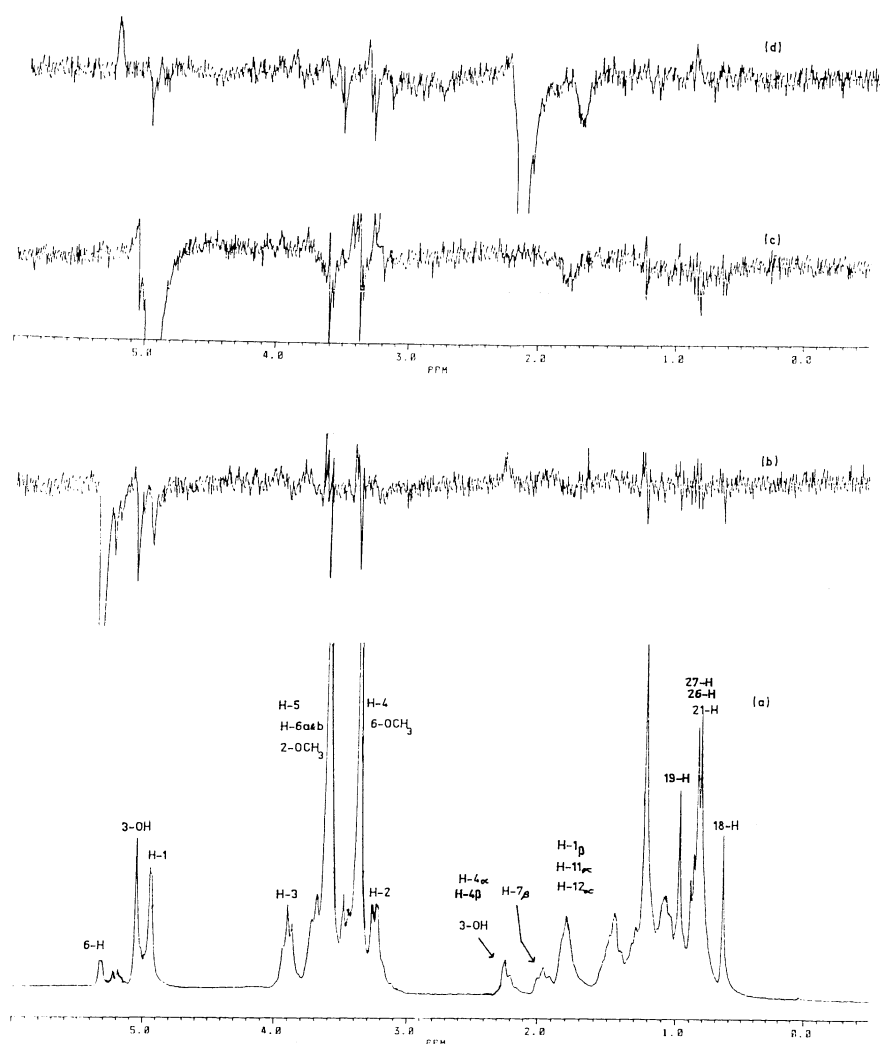 (d)
(c)
5.0 4.0 3.0 2.0 1.0 0.0
PPM
(b)
(a)
27-H
26-H
21-H
H-5
H-6a&b
2-OCH3
H-4
6-OCH3
19-H
18-H
3-OH
H-1
H-1β
H-11α
H-12α
H-4α
H-4β
H-7β
3-OH
H-3
H-2
6-H
5.0 4.0 3.0 2.0 1.0 0.0
PPM